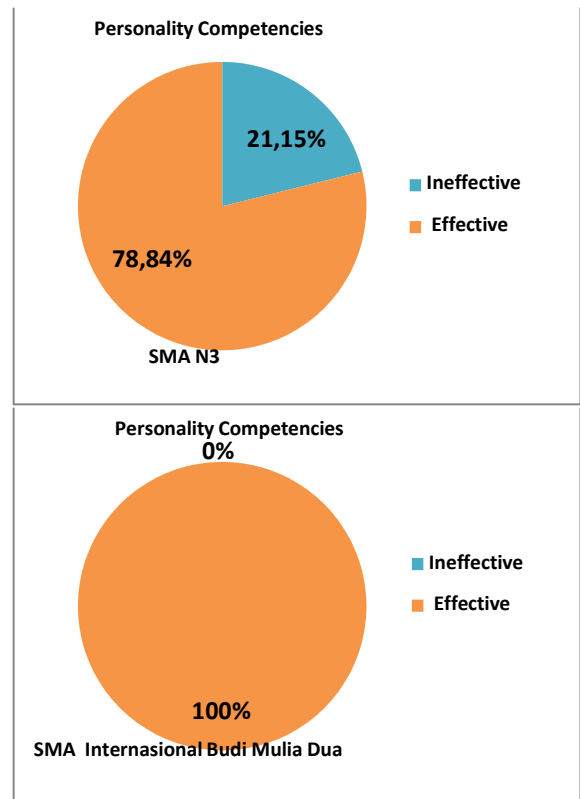 Personality Competencies
21,15%
Ineffective
Effective
78,84%
SMA N3
Personality Competencies
0%
Ineffective
Effective
100%
SMA Internasional Budi Mulia Dua